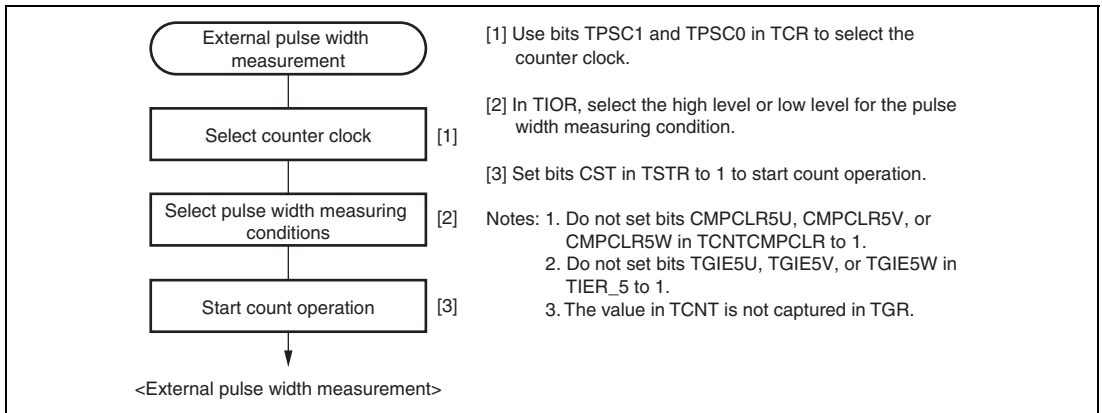 External pulse width
measurement
Select counter clock
[1]
Select pulse width measuring
conditions
[2]
Start count operation
[3]
<External pulse width measurement>
[1] Use bits TPSC1 and TPSC0 in TCR to select the
counter clock.
[2] In TIOR, select the high level or low level for the pulse
width measuring condition.
[3] Set bits CST in TSTR to 1 to start count operation.
Notes: 1. Do not set bits CMPCLR5U, CMPCLR5V, or
CMPCLR5W in TCNTCMPCLR to 1.
2. Do not set bits TGIE5U, TGIE5V, or TGIE5W in
TIER_5 to 1.
3. The value in TCNT is not captured in TGR.